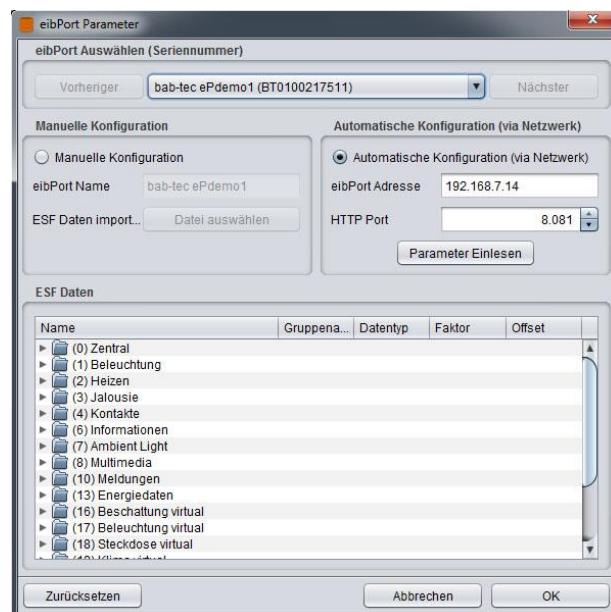 eibPort Parameter
eibPort Auswählen (Seriennummer)
Vorheriger
bab-tec ePdemo1 (BT0100217511)
Nächster
Manuelle Konfiguration
Manuelle Konfiguration
eibPort Name
bab-tec ePdemo1
ESF Daten import...
Datei auswählen
Automatische Konfiguration (via Netzwerk)
Automatische Konfiguration (via Netzwerk)
eibPort Adresse
192.168.7.14
HTTP Port
8.081
Parameter Einlesen
ESF Daten
Name Gruppena... Datentyp Faktor Offset
(0) Zentral
(1) Beleuchtung
(2) Heizen
(3) Jalousie
(4) Kontakte
(6) Informationen
(7) Ambient Light
(8) Multimedia
(10) Meldungen
(13) Energiedaten
(16) Beschattung virtual
(17) Beleuchtung virtual
(18) Steckdose virtual
Zurücksetzen
Abbrechen
OK